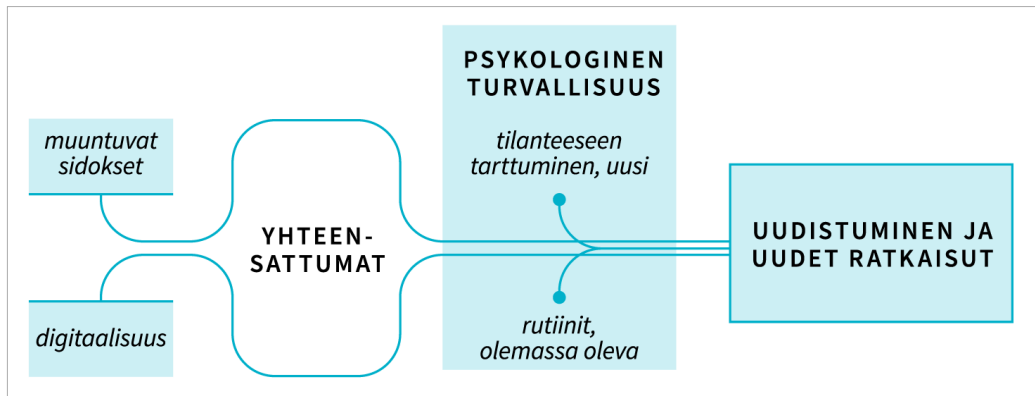 muuntuvat
sidokset
digitaalisuus
YHTEEN-
SATTUMAT
PSYKOLOGINEN
TURVALLISUUS
tilanteeseen
tarttuminen, uusi
rutiinit,
olemassa oleva
UUDISTUMINEN JA
UUDET RATKAISUT